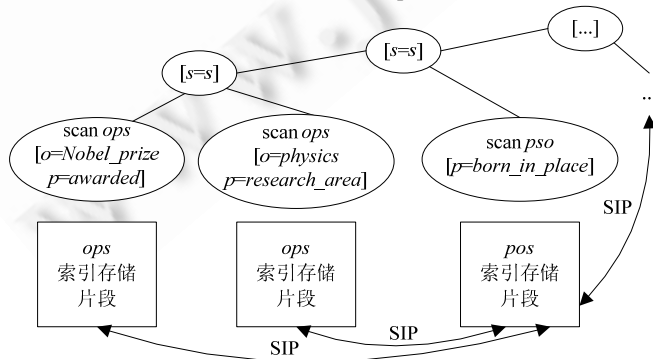 [...]
[s=s]
[s=s]
...
scan ops
[o=Nobel_prize
p=awarded]
scan ops
[o=physics
p=research_area]
scan pso
[p=born_in_place]
SIP
ops
索引存储
片段
ops
索引存储
片段
pos
索引存储
片段
SIP
SIP